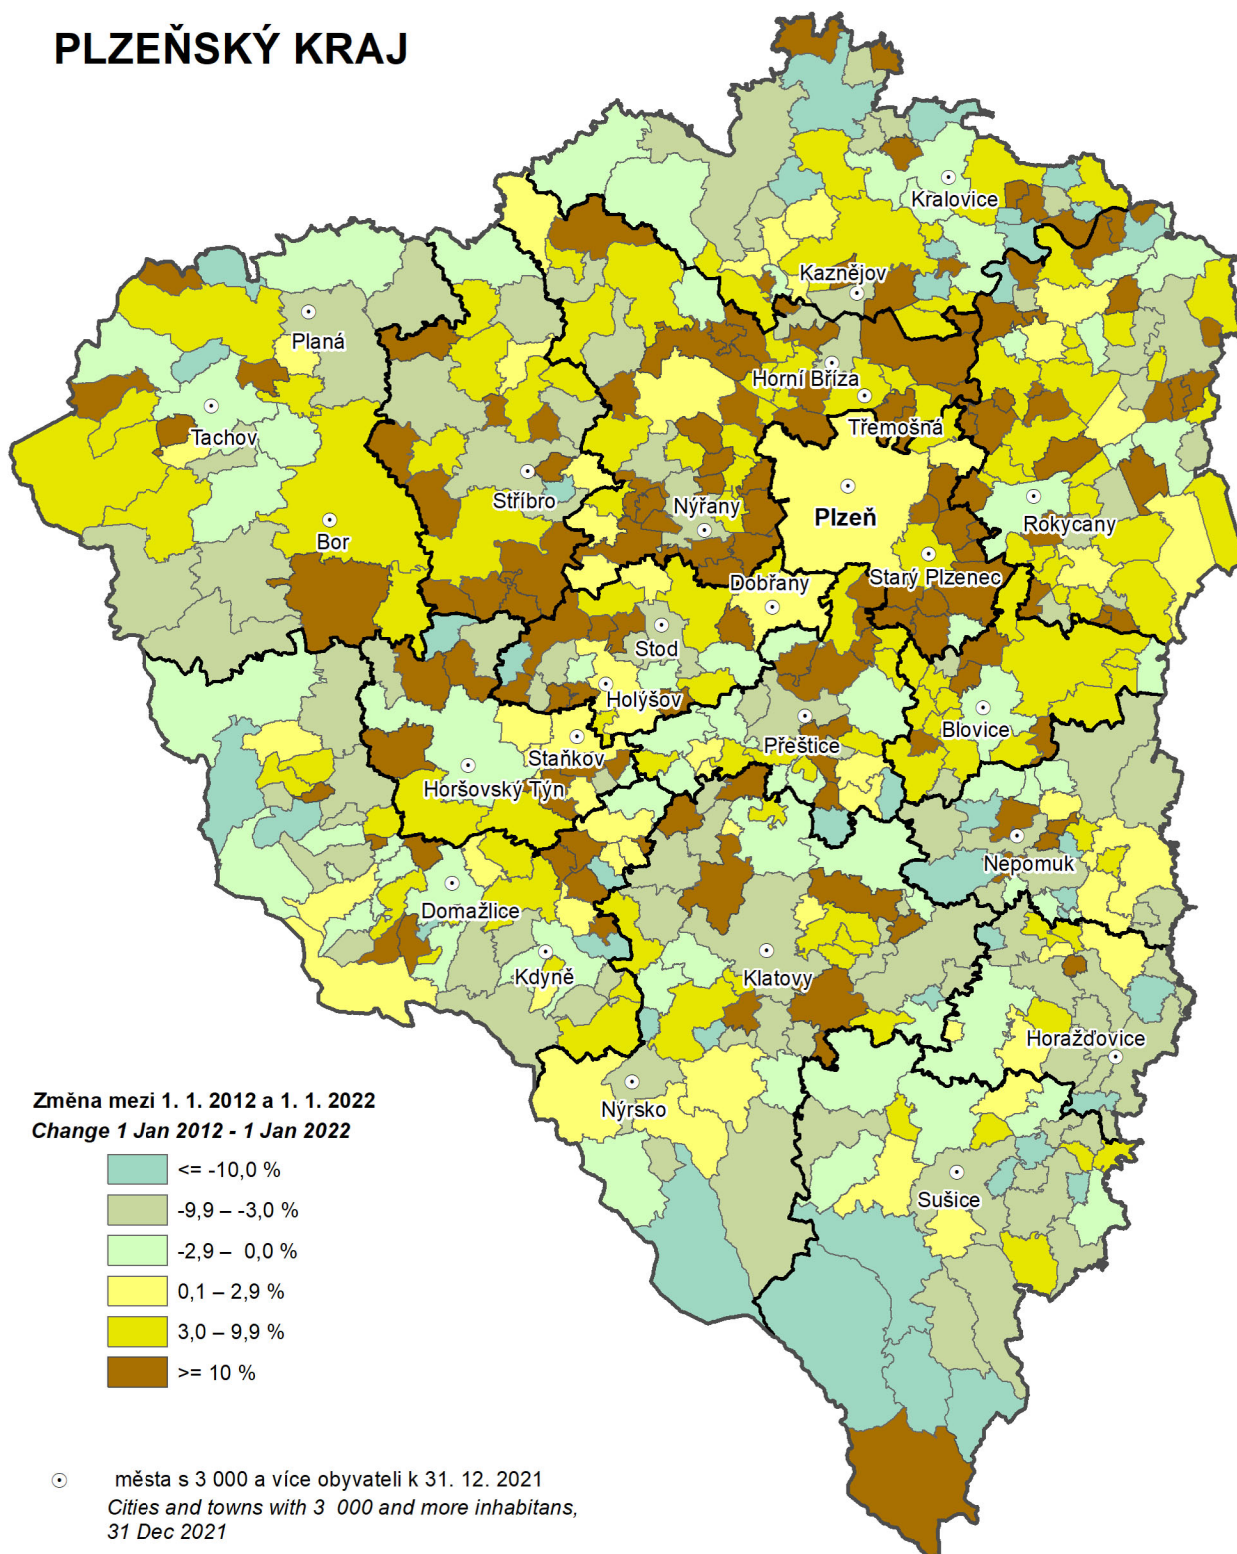 PLZEŇSKÝ KRAJ
Kralovice
Kaznějov
Planá
Horní Bříza
Tachov
Třemošná
Stříbro
Nýřany
Plzeň
Rokycany
Bor
Dobřany
Starý Plzenec
Stod
Holýšov
Blovice
Přeštice
Staňkov
Horšovský Týn
Nepomuk
Domažlice
Kdyně
Klatovy
Horažďovice
Nýrsko
Sušice
Změna mezi 1. 1. 2012 a 1. 1. 2022
Change 1 Jan 2012 - 1 Jan 2022
<= -10,0 %
-9,9 – -3,0 %
-2,9 – 0,0 %
0,1 – 2,9 %
3,0 – 9,9 %
>= 10 %
města s 3 000 a více obyvateli k 31. 12. 2021
Cities and towns with 3 000 and more inhabitans,
31 Dec 2021